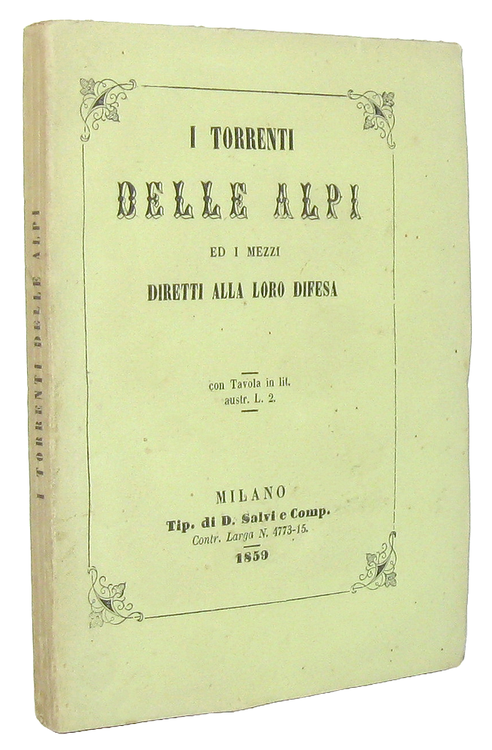 I TORRENTI
DELLE ALPI
ED I MEZZI
DIRETTI ALLA LORO DIFESA
con Tavola in lit.
austr. L. 2.
MILANO
Tip. di D. Salvi e Comp.
Contr. Larga N. 4773-15.
1859
I TORRENTI DELLE ALPI